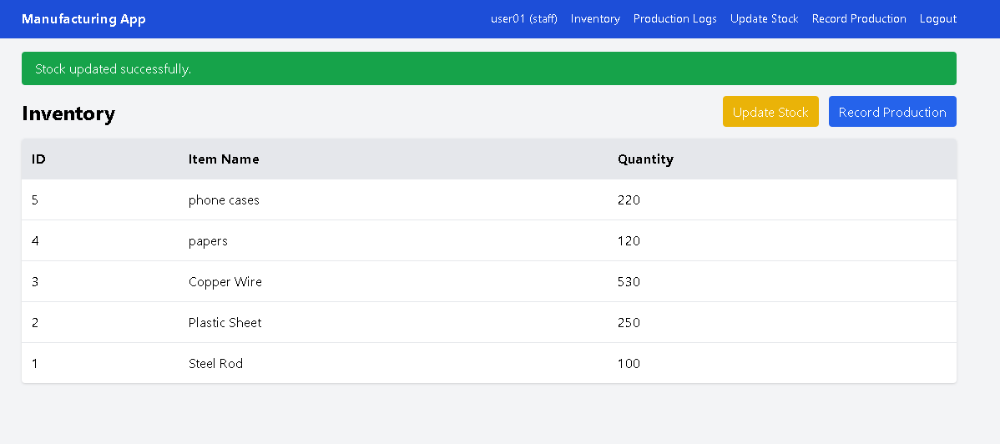 Manufacturing App user01 (staff) Inventory Production Logs Update Stock Record Production Logout
Stock updated successfully.
Inventory Update Stock Record Production
ID Item Name Quantity
5 phone cases 220
4 papers 120
3 Copper Wire 530
2 Plastic Sheet 250
1 Steel Rod 100